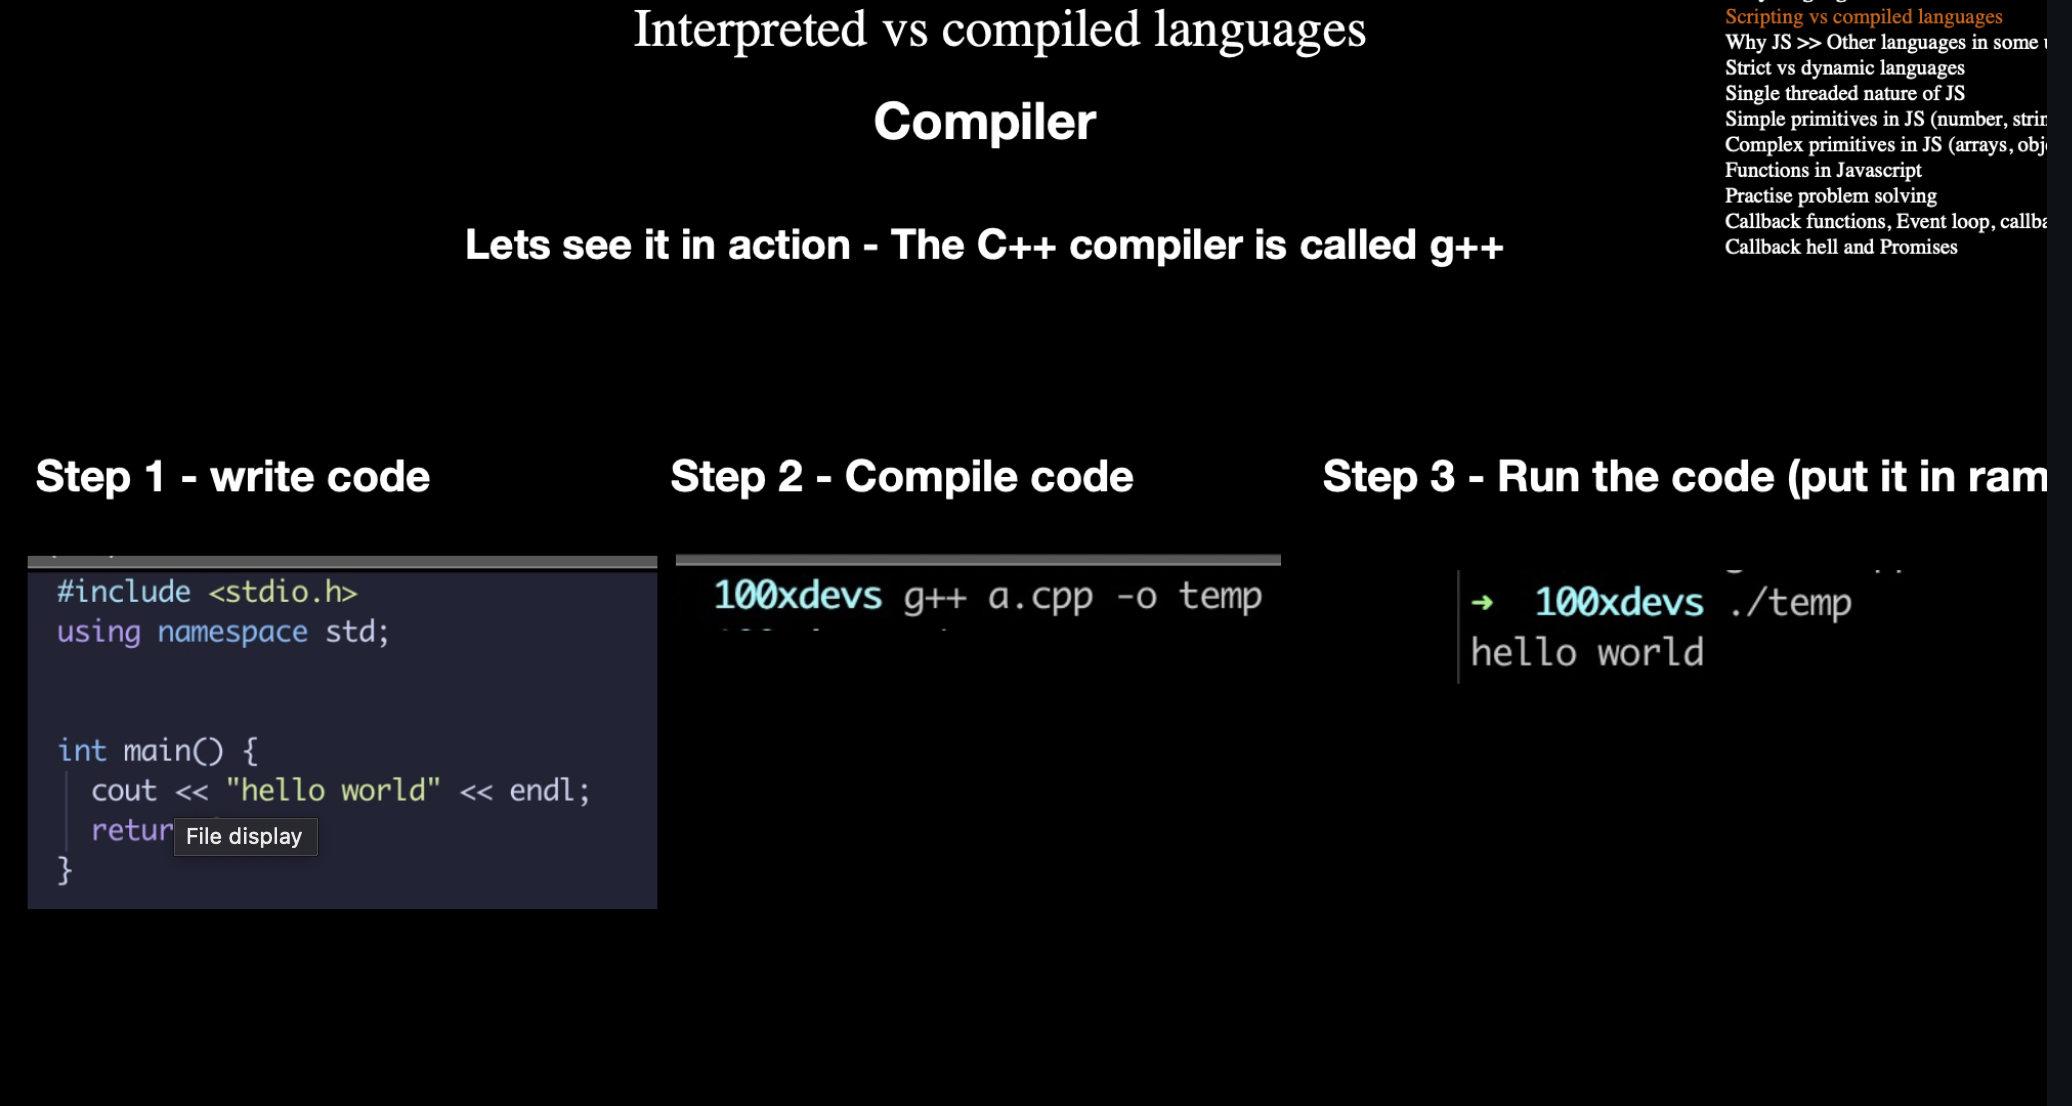 Interpreted vs compiled languages
Compiler
Lets see it in action - The C++ compiler is called g++
Scripting vs compiled languages
Why JS >> Other languages in some
Strict vs dynamic languages
Single threaded nature of JS
Simple primitives in JS (number, strin
Complex primitives in JS (arrays, obj
Functions in Javascript
Practise problem solving
Callback functions, Event loop, callba
Callback hell and Promises
Step 1 - write code
#include <stdio.h>
using namespace std;
int main() {
cout << "hello world" << endl;
retur
}
File display
Step 2 - Compile code
100xdevs g++ a.cpp -o temp
Step 3 - Run the code (put it in ram
➜ 100xdevs ./temp
hello world